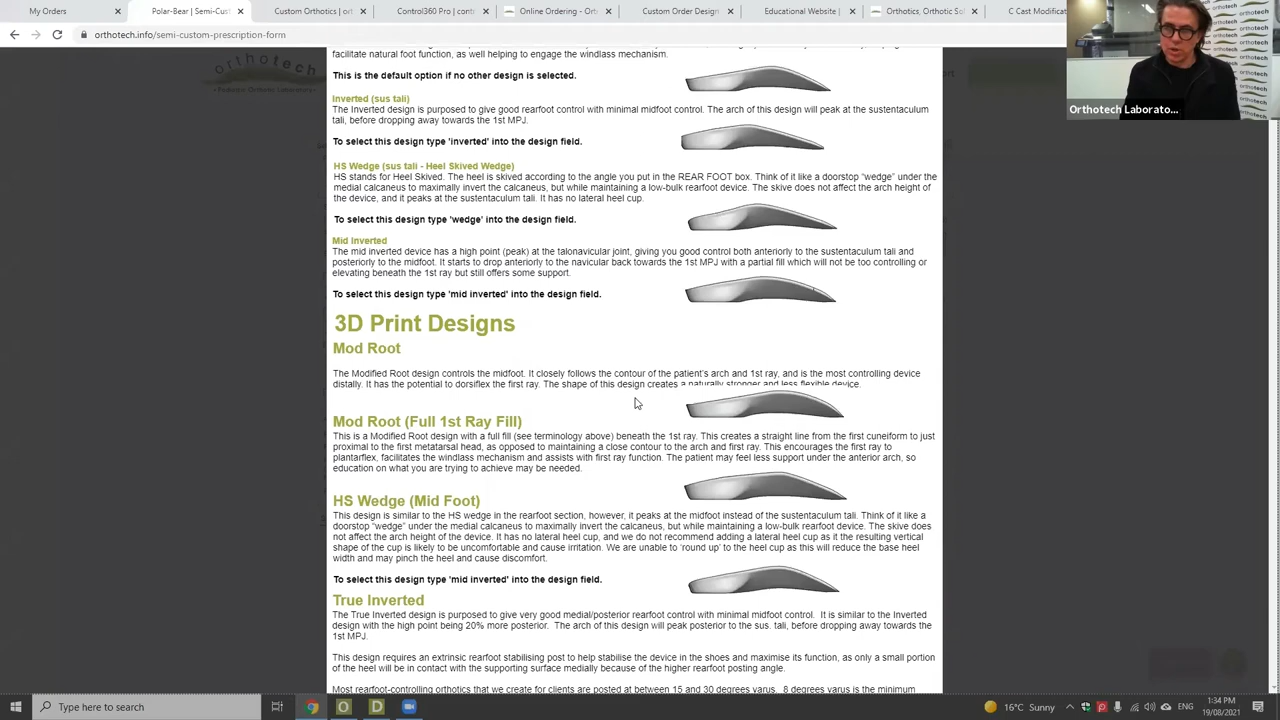 My Orders
Polar-Bear | Semi-Cus
Custom Orthotics | ort
Control360 Pro | contr
Online Ordering - Ort
Custom Order Design
Educational Website |
Orthotics, Orthotic So
C Cast Modificat
orthotech.info/semi-custom-prescription-form
orthotech
Podiatric Orthotic Laboratory
facilitate natural foot function, as well helping to engage the windlass mechanism.
This is the default option if no other design is selected.
Inverted (sus tali)
The Inverted design is purposed to give good rearfoot control with minimal midfoot control. The arch of this design will peak at the sustentaculum
tali, before dropping away towards the 1st MPJ.
To select this design type 'inverted' into the design field.
HS Wedge (sus tali - Heel Skived Wedge)
HS stands for Heel Skived. The heel is skived according to the angle you put in the REAR FOOT box. Think of it like a doorstop “wedge” under the
medial calcaneus to maximally invert the calcaneus, but while maintaining a low-bulk rearfoot device. The skive does not affect the arch height of
the device, and it peaks at the sustentaculum tali. It has no lateral heel cup.
To select this design type 'wedge' into the design field.
Mid Inverted
The mid inverted device has a high point (peak) at the talonavicular joint, giving you good control both anteriorly to the sustentaculum tali and
posteriorly to the midfoot. It starts to drop anteriorly to the navicular back towards the 1st MPJ with a partial fill which will not be too controlling or
elevating beneath the 1st ray but still offers some support.
To select this design type 'mid inverted' into the design field.
3D Print Designs
Mod Root
The Modified Root design controls the midfoot. It closely follows the contour of the patient's arch and 1st ray, and is the most controlling device
distally. It has the potential to dorsiflex the first ray. The shape of this design creates a naturally stronger and less flexible device.
Mod Root (Full 1st Ray Fill)
This is a Modified Root design with a full fill (see terminology above) beneath the 1st ray. This creates a straight line from the first cuneiform to just
proximal to the first metatarsal head, as opposed to maintaining a close contour to the arch and first ray. This encourages the first ray to
plantarflex, facilitates the windlass mechanism and assists with first ray function. The patient may feel less support under the anterior arch, so
education on what you are trying to achieve may be needed.
HS Wedge (Mid Foot)
This design is similar to the HS wedge in the rearfoot section, however, it peaks at the midfoot instead of the sustentaculum tali. Think of it like a
doorstop “wedge” under the medial calcaneus to maximally invert the calcaneus, but while maintaining a low-bulk rearfoot device. The skive does
not affect the arch height of the device. It has no lateral heel cup, and we do not recommend adding a lateral heel cup as it the resulting vertical
shape of the cup is likely to be uncomfortable and cause irritation. We are unable to 'round up' to the heel cup as this will reduce the base heel
width and may pinch the heel and cause discomfort.
To select this design type 'mid inverted' into the design field.
True Inverted
The True Inverted design is purposed to give very good medial/posterior rearfoot control with minimal midfoot control. It is similar to the Inverted
design with the high point being 20% more posterior. The arch of this design will peak posterior to the sus. tali, before dropping away towards the
1st MPJ.
This design requires an extrinsic rearfoot stabilising post to help stabilise the device in the shoes and maximise its function, as only a small portion
of the heel will be in contact with the supporting surface medially because of the higher rearfoot posting angle.
Most rearfoot-controlling orthotics that we create for clients are posted at between 15 and 30 degrees varus. 8 degrees varus is the minimum
Orthotech Laborato...
Type here to search
16°C Sunny
ENG
1:34 PM
19/08/2021